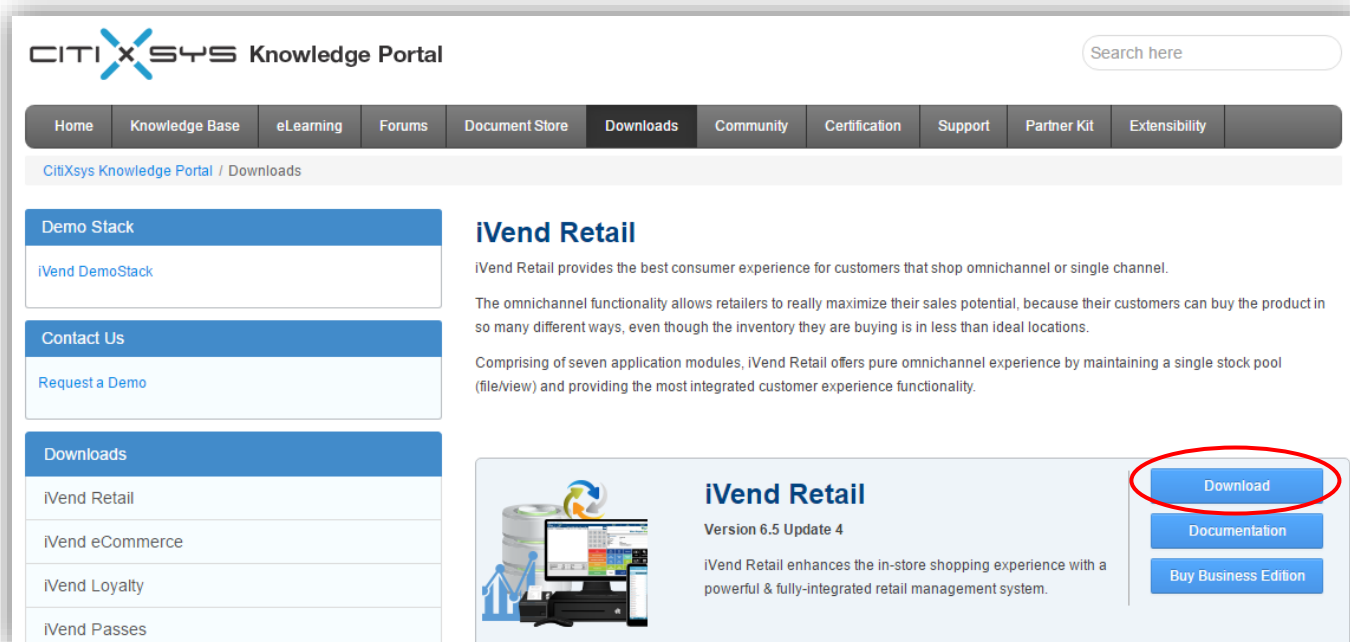 CITIXSYS Knowledge Portal
Search here
Home Knowledge Base eLearning Forums Document Store Downloads Community Certification Support Partner Kit Extensibility
CitiXsys Knowledge Portal / Downloads
Demo Stack
iVend DemoStack
Contact Us
Request a Demo
Downloads
iVend Retail
iVend eCommerce
iVend Loyalty
iVend Passes
iVend Retail
iVend Retail provides the best consumer experience for customers that shop omnichannel or single channel.
The omnichannel functionality allows retailers to really maximize their sales potential, because their customers can buy the product in
so many different ways, even though the inventory they are buying is in less than ideal locations.
Comprising of seven application modules, iVend Retail offers pure omnichannel experience by maintaining a single stock pool
(file/view) and providing the most integrated customer experience functionality.
iVend Retail
Version 6.5 Update 4
iVend Retail enhances the in-store shopping experience with a
powerful & fully-integrated retail management system.
Download
Documentation
Buy Business Edition